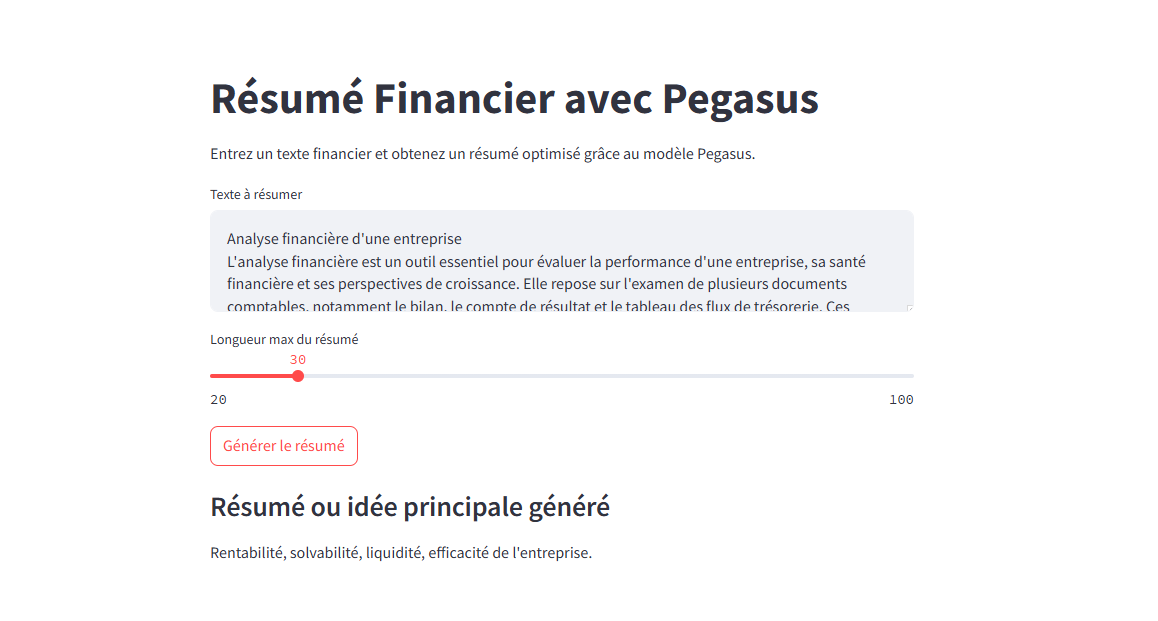 Résumé Financier avec Pegasus
Entrez un texte financier et obtenez un résumé optimisé grâce au modèle Pegasus.
Texte à résumer
Analyse financière d'une entreprise
L'analyse financière est un outil essentiel pour évaluer la performance d'une entreprise, sa santé
financière et ses perspectives de croissance. Elle repose sur l'examen de plusieurs documents
comptables, notamment le bilan, le compte de résultat et le tableau des flux de trésorerie. Ces
Longueur max du résumé
30
20 100
Générer le résumé
Résumé ou idée principale généré
Rentabilité, solvabilité, liquidité, efficacité de l'entreprise.